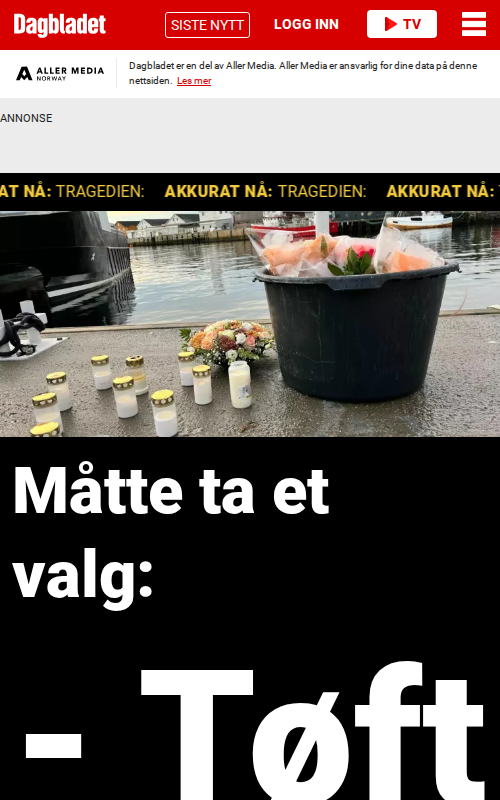 Dagbladet
SISTE NYTT
LOGG INN
TV
ALLER MEDIA
NORWAY
Dagbladet er en del av Aller Media. Aller Media er ansvarlig for dine data på denne
nettsiden. Les mer
ANNONSE
AT NÅ: TRAGEDIEN: AKKURAT NÅ: TRAGEDIEN: AKKURAT NÅ:
Måtte ta et
valg:
- Tøft